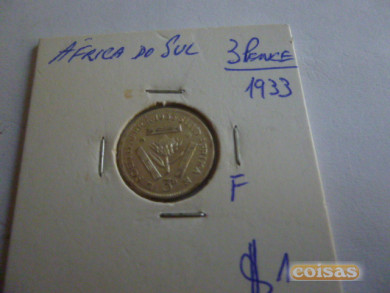 ÁFRICA DO SUL 3 PENCE
1933
F
$1
coisas